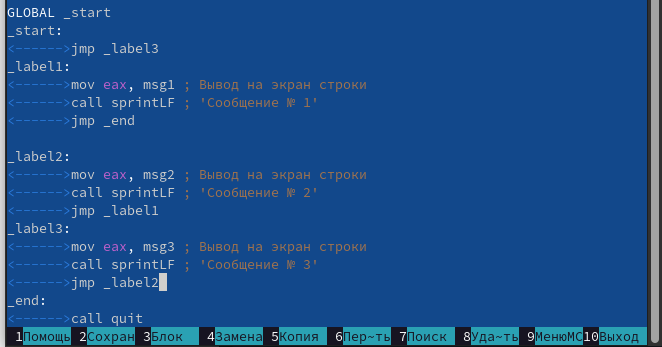 GLOBAL _start
_start:
<------>jmp _label3
_label1:
<------>mov eax, msg1 ; Вывод на экран строки
<------>call sprintLF ; 'Сообщение № 1'
<------>jmp _end
_label2:
<------>mov eax, msg2 ; Вывод на экран строки
<------>call sprintLF ; 'Сообщение № 2'
<------>jmp _label1
_label3:
<------>mov eax, msg3 ; Вывод на экран строки
<------>call sprintLF ; 'Сообщение № 3'
<------>jmp _label2
_end:
<------>call quit
1Помощь 2Сохран 3Блок 4Замена 5Копия 6Пер~ть 7Поиск 8Уда~ть 9МенюMC 10Выход